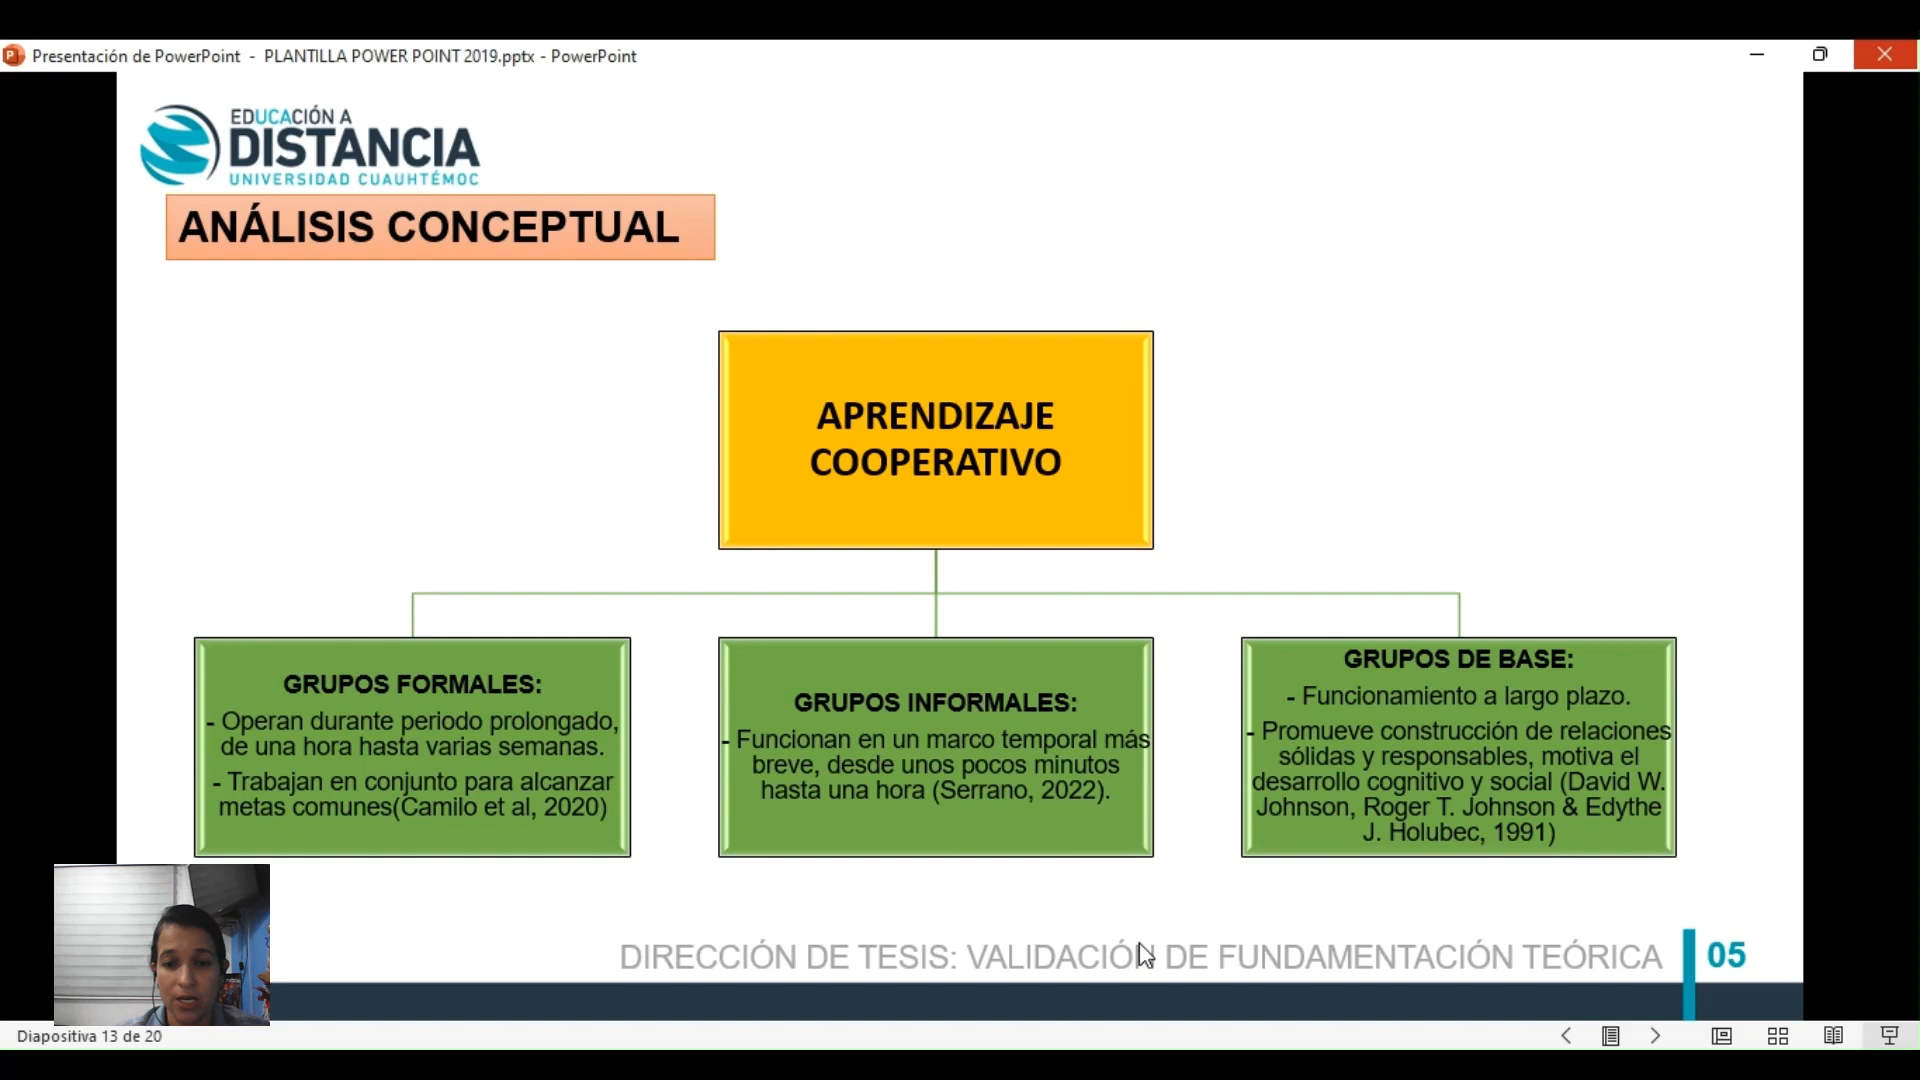 Presentación de PowerPoint - PLANTILLA POWER POINT 2019.pptx - PowerPoint
EDUCACIÓN A
DISTANCIA
UNIVERSIDAD CUAUHTÉMOC
ANÁLISIS CONCEPTUAL
APRENDIZAJE
COOPERATIVO
GRUPOS FORMALES:
- Operan durante periodo prolongado,
de una hora hasta varias semanas.
- Trabajan en conjunto para alcanzar
metas comunes(Camilo et al, 2020)
GRUPOS INFORMALES:
- Funcionan en un marco temporal más
breve, desde unos pocos minutos
hasta una hora (Serrano, 2022).
GRUPOS DE BASE:
- Funcionamiento a largo plazo.
- Promueve construcción de relaciones
sólidas y responsables, motiva el
desarrollo cognitivo y social (David W.
Johnson, Roger T. Johnson & Edythe
J. Holubec, 1991)
DIRECCIÓN DE TESIS: VALIDACIÓN DE FUNDAMENTACIÓN TEÓRICA
05
Diapositiva 13 de 20